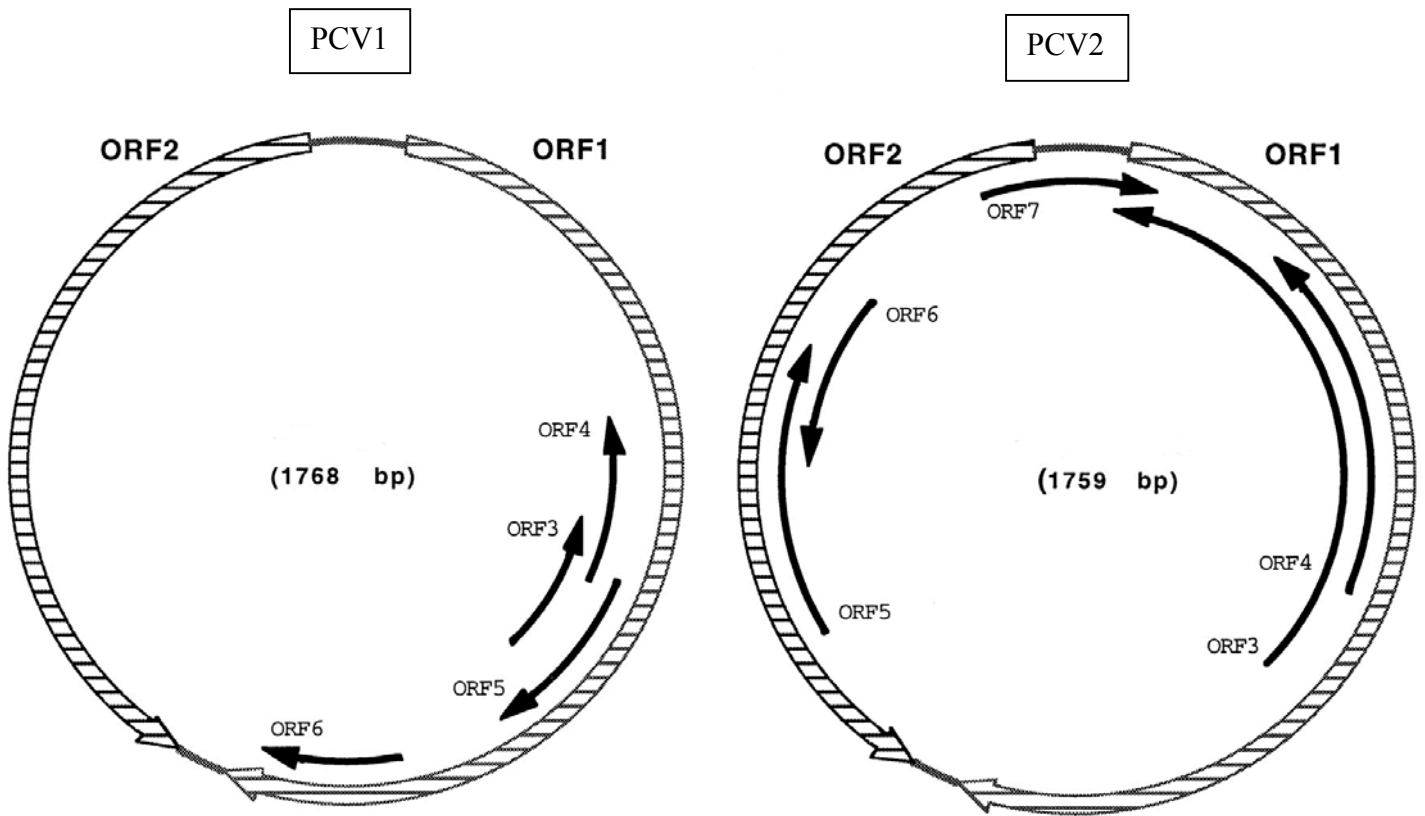 PCV1
PCV2
ORF2
ORF1
ORF4
(1768 bp)
ORF3
ORF5
ORF6
ORF2
ORF1
ORF7
ORF6
(1759 bp)
ORF4
ORF5
ORF3